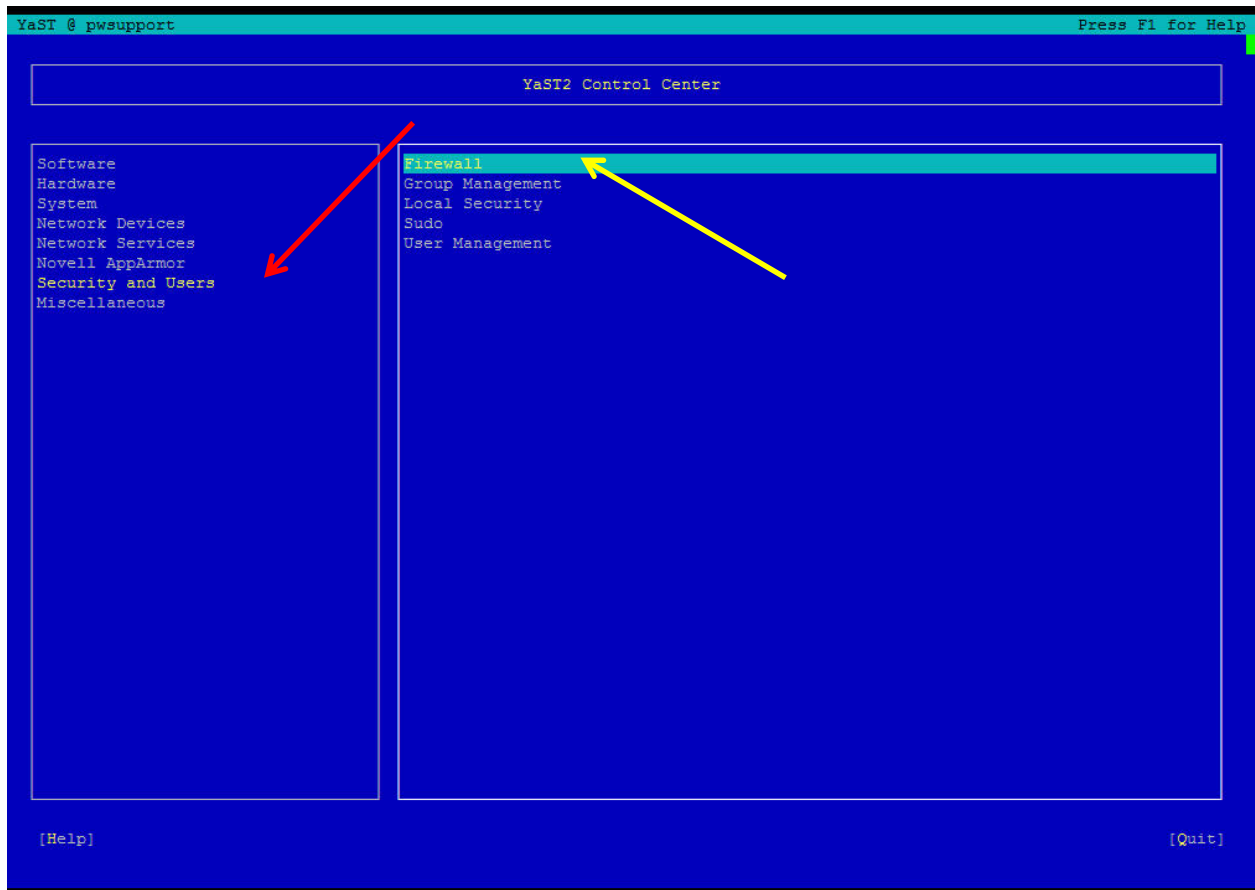 YaST @ pwsupport Press F1 for Help
YaST2 Control Center
Software
Hardware
System
Network Devices
Network Services
Novell AppArmor
Security and Users
Miscellaneous
Firewall
Group Management
Local Security
Sudo
User Management
[Help] [Quit]